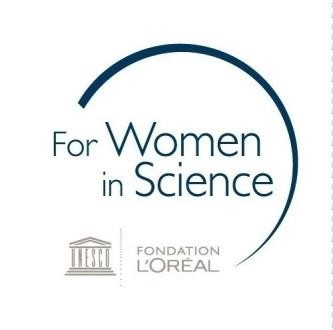 For Women
in Science
UNESCO
FONDATION
L'ORÉAL